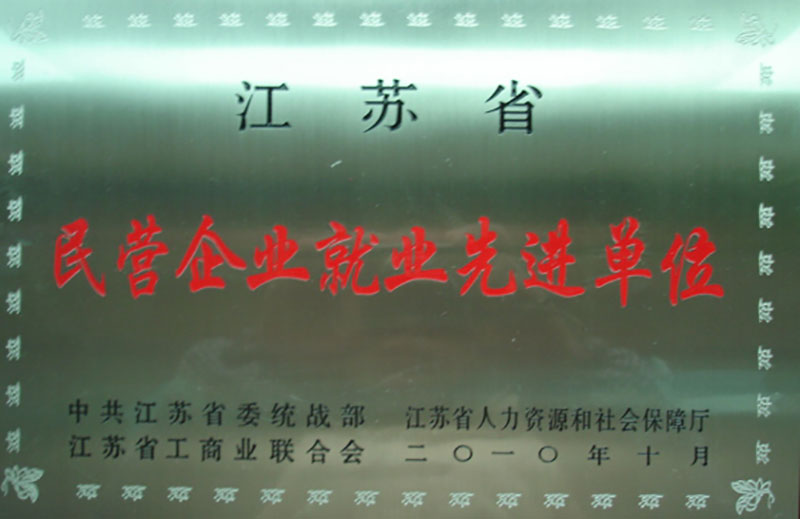 江苏省
民营企业就业先进单位
中共江苏省委统战部 江苏省人力资源和社会保障厅
江苏省工商业联合会 二〇一〇年十月